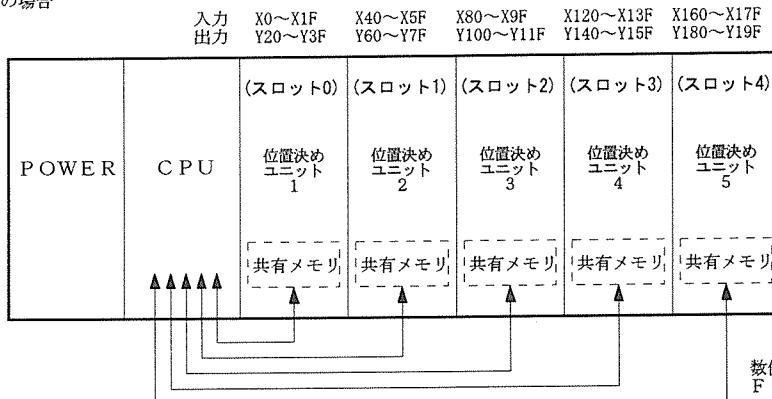 の場合
入力 X0～X1F X40～X5F X80～X9F X120～X13F X160～X17F
出力 Y20～Y3F Y60～Y7F Y100～Y11F Y140～Y15F Y180～Y19F
(スロット0) (スロット1) (スロット2) (スロット3) (スロット4)
POWER CPU
位置決め 位置決め 位置決め 位置決め 位置決め
ユニット ユニット ユニット ユニット ユニット
1 2 3 4 5
共有メモリ 共有メモリ 共有メモリ 共有メモリ 共有メモリ
数値
F